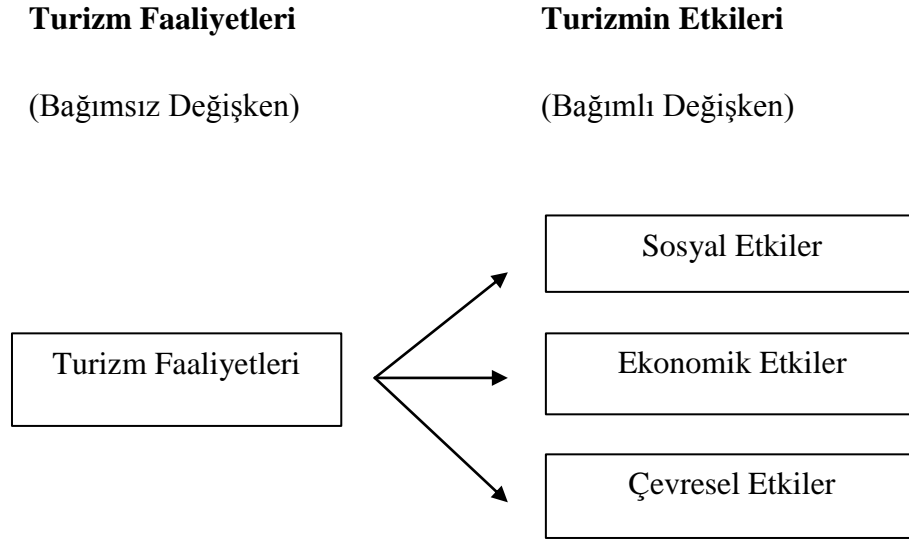 Turizm Faaliyetleri
Turizmin Etkileri
(Bağımsız Değişken)
(Bağımlı Değişken)
Sosyal Etkiler
Turizm Faaliyetleri
Ekonomik Etkiler
Çevresel Etkiler